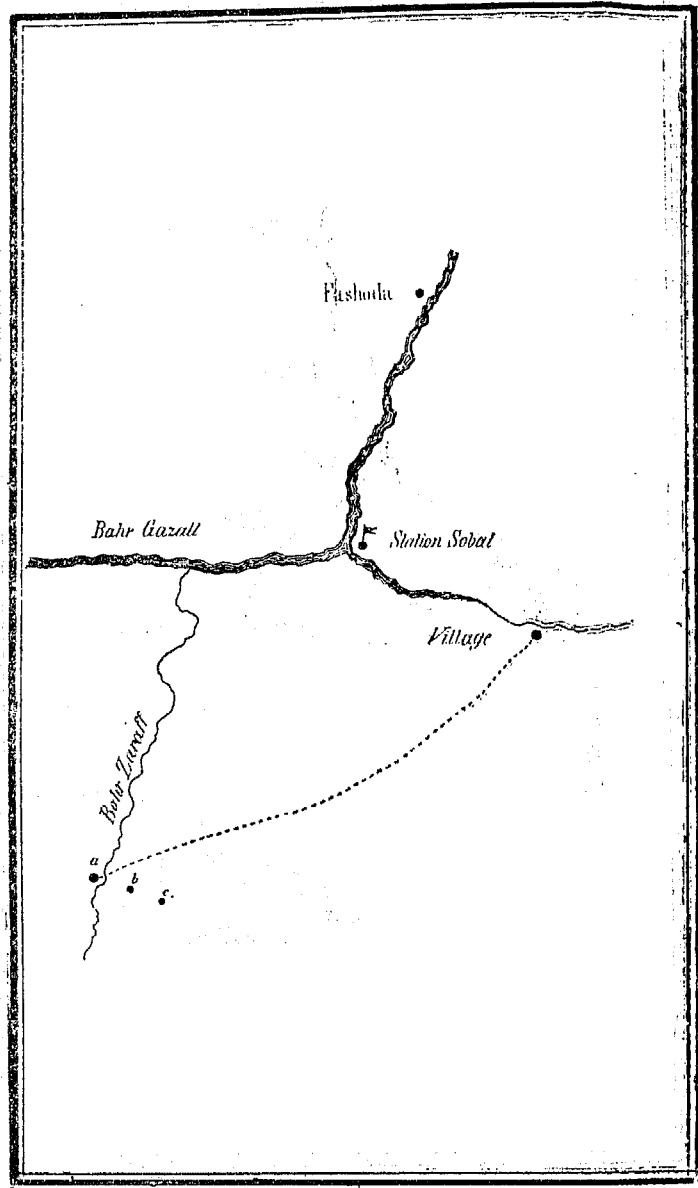 Fashoda
Bahr Gazall
Station Sobat
Village
Bahr Zaraff
a
b
c.